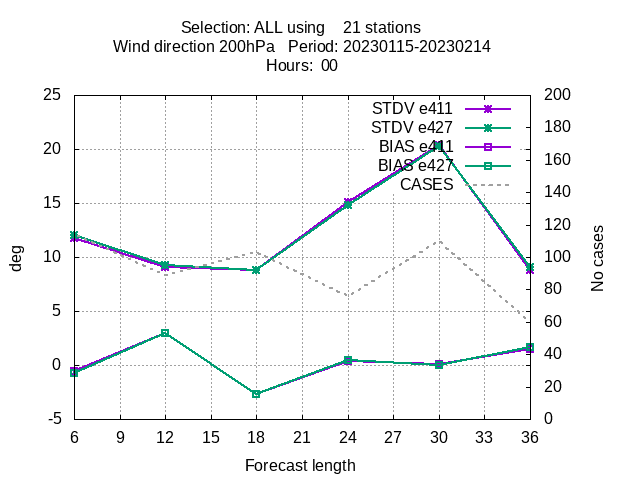 Selection: ALL using 21 stations
Wind direction 200hPa Period: 20230115-20230214
Hours: 00
25 200
STDV e411
STDV e427 180
20 BIAS e411 160
BIAS e427
CASES 140
15 120
10 100
80
5 60
0 40
20
-5 0
deg
No cases
6 9 12 15 18 21 24 27 30 33 36
Forecast length